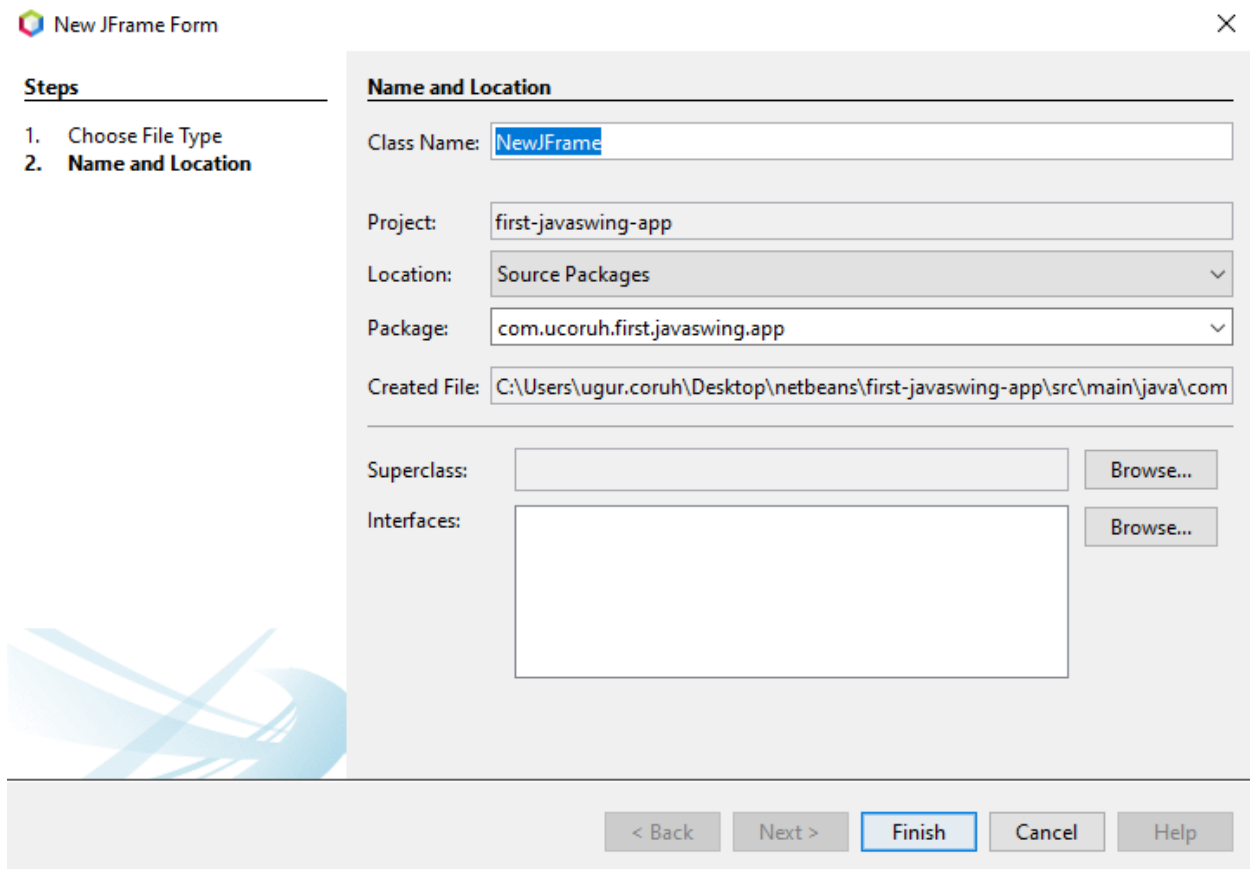 New JFrame Form
Steps
1. Choose File Type
2. Name and Location
Name and Location
Class Name: NewJFrame
Project: first-javaswing-app
Location: Source Packages
Package: com.ucoruh.first.javaswing.app
Created File: C:\Users\ugur.coruh\Desktop\netbeans\first-javaswing-app\src\main\java\com
Superclass: Browse...
Interfaces: Browse...
< Back Next > Finish Cancel Help